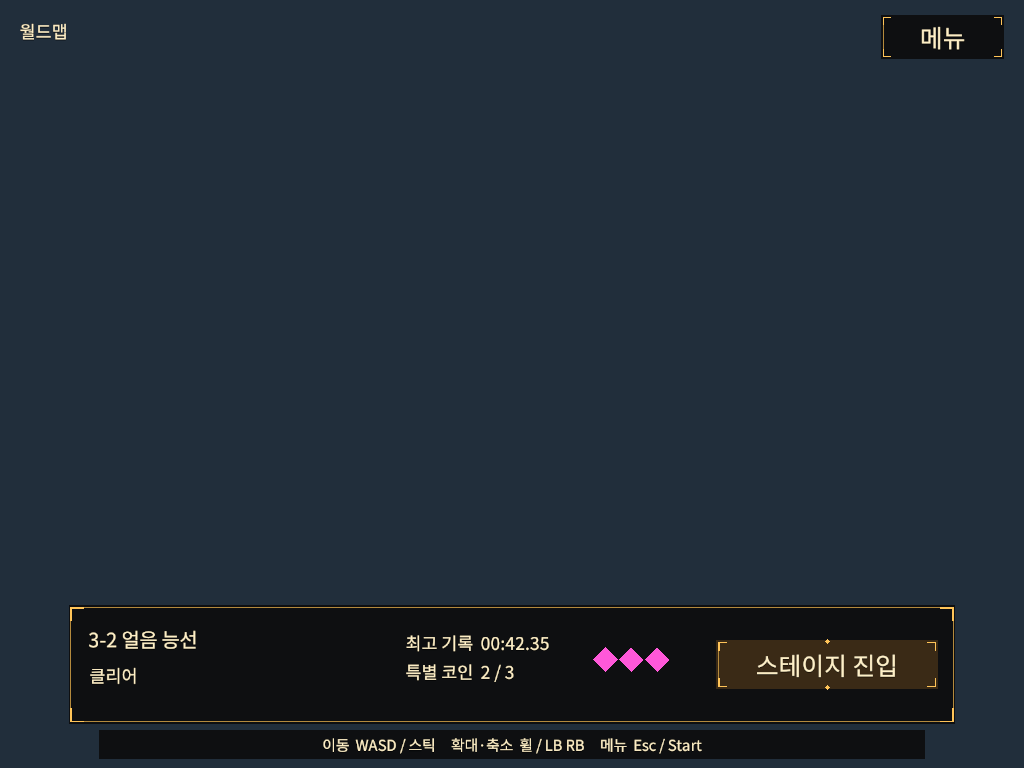 월드맵
메뉴
3-2 얼음 능선
클리어
최고 기록 00:42.35
특별 코인 2 / 3
스테이지 진입
이동 WASD / 스틱 확대·축소 휠 / LB RB 메뉴 Esc / Start